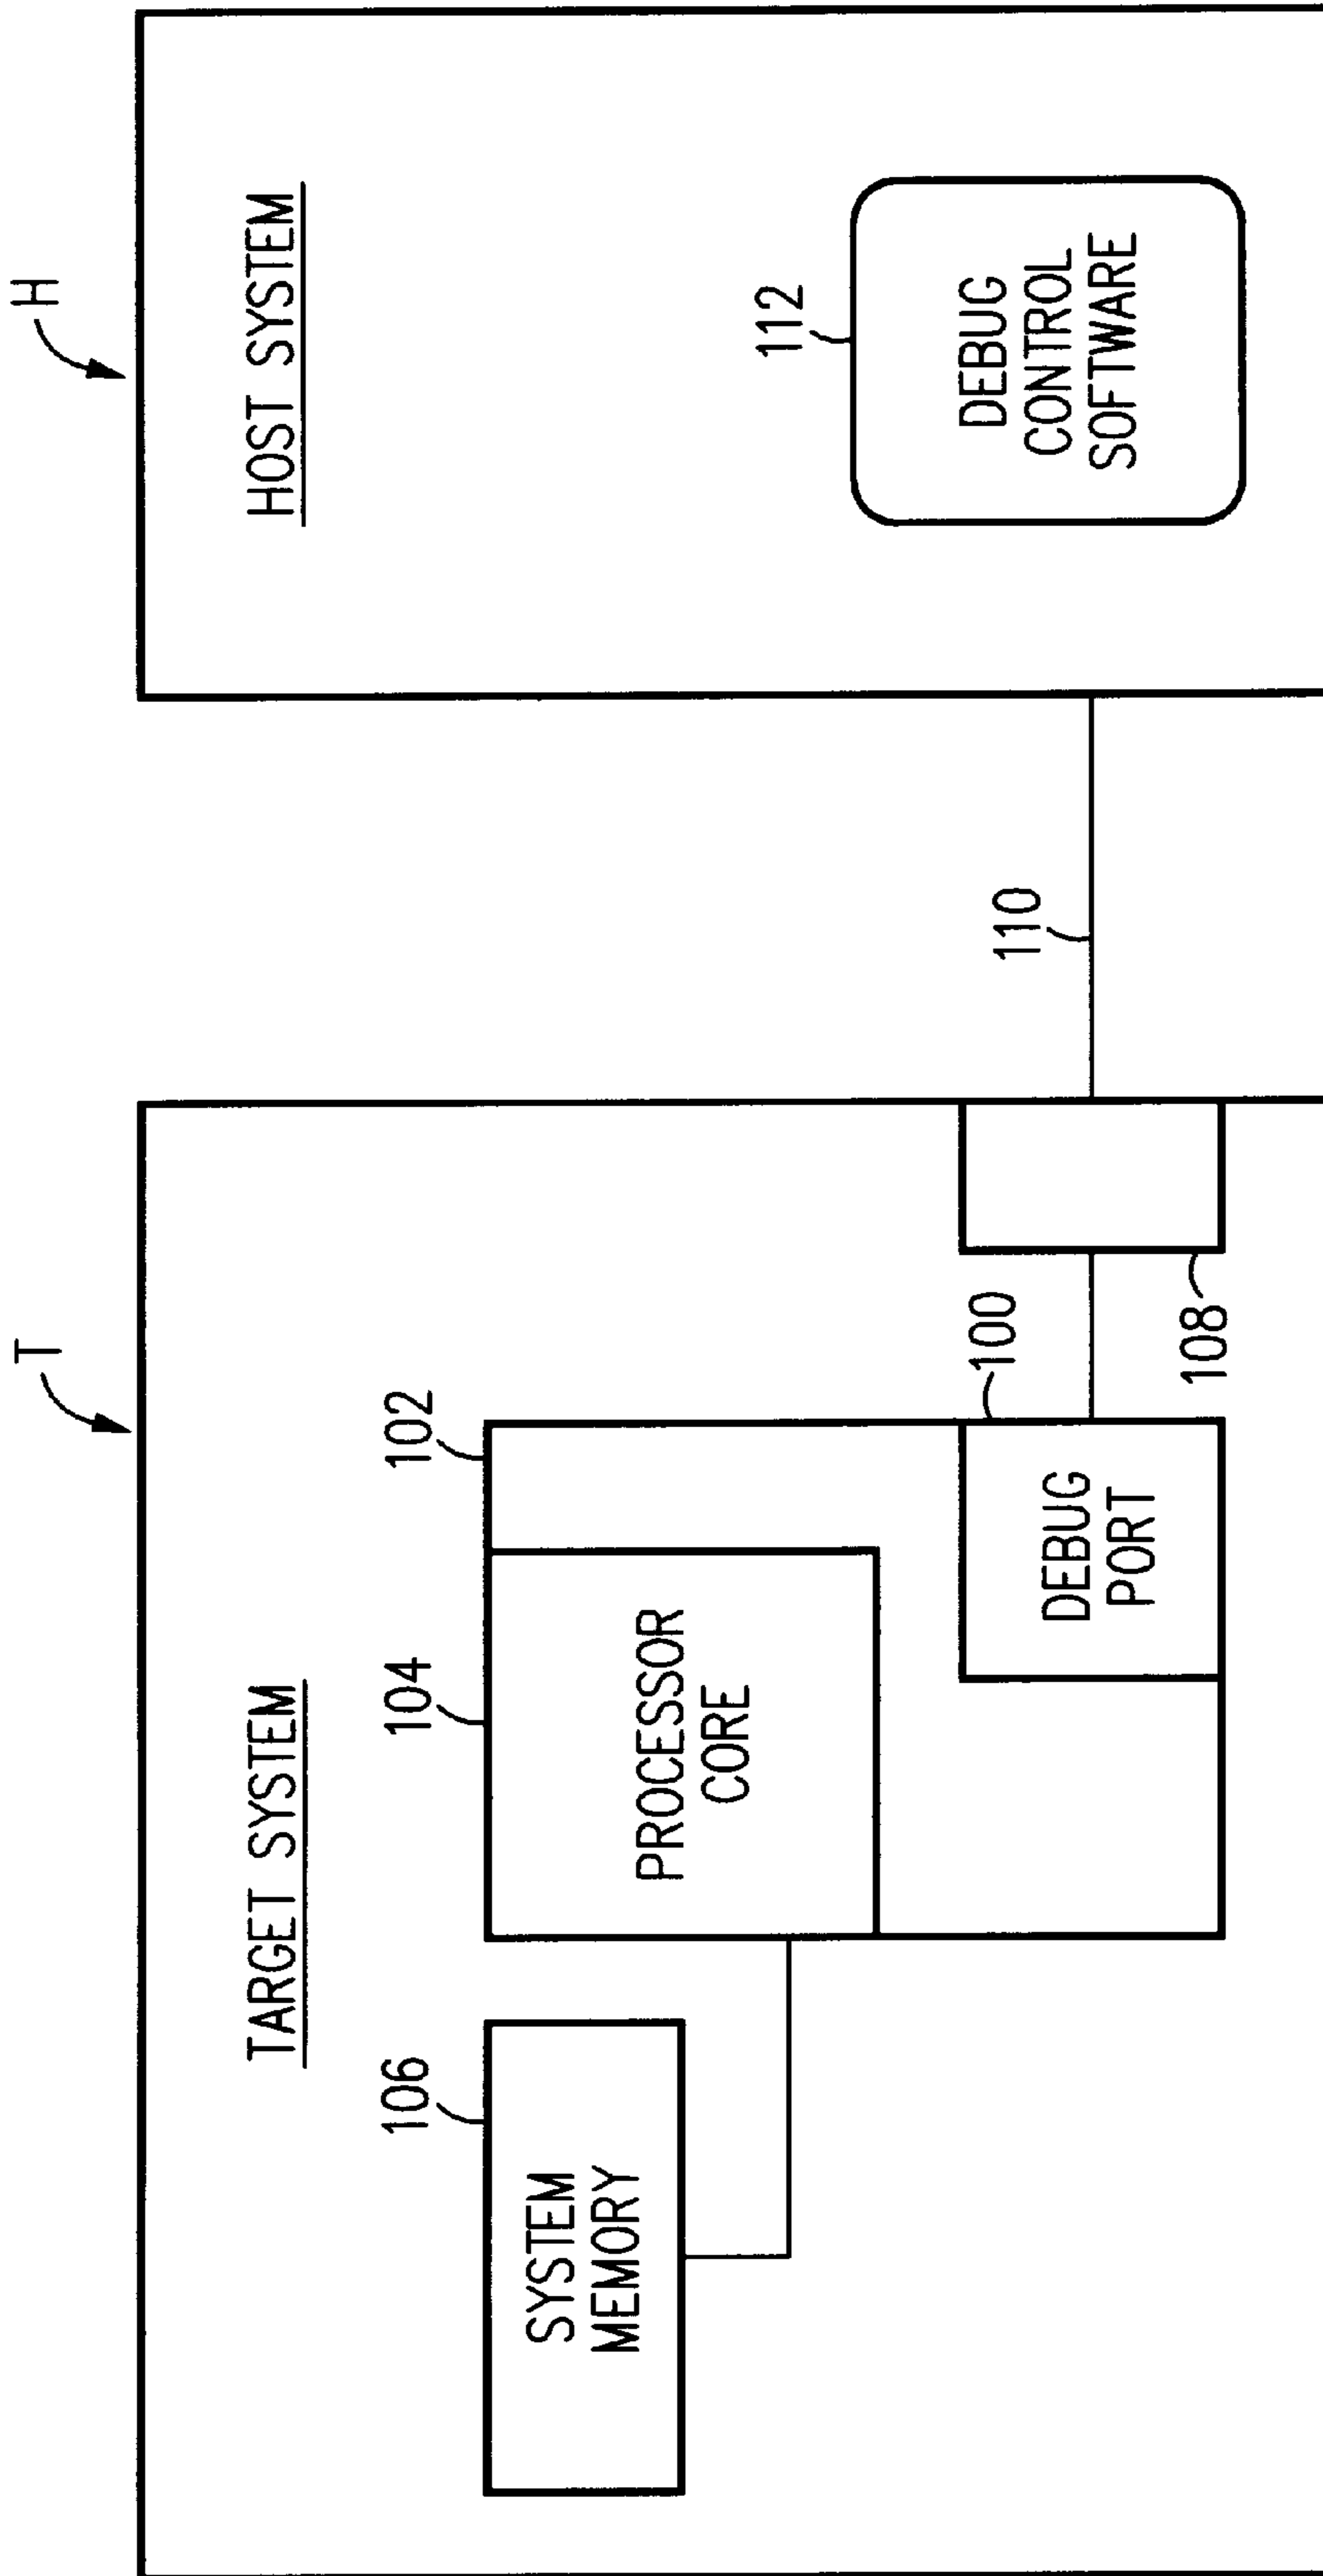 T
H
TARGET SYSTEM
HOST SYSTEM
106
104
102
SYSTEM
MEMORY
PROCESSOR
CORE
100
DEBUG
PORT
108
110
112
DEBUG
CONTROL
SOFTWARE